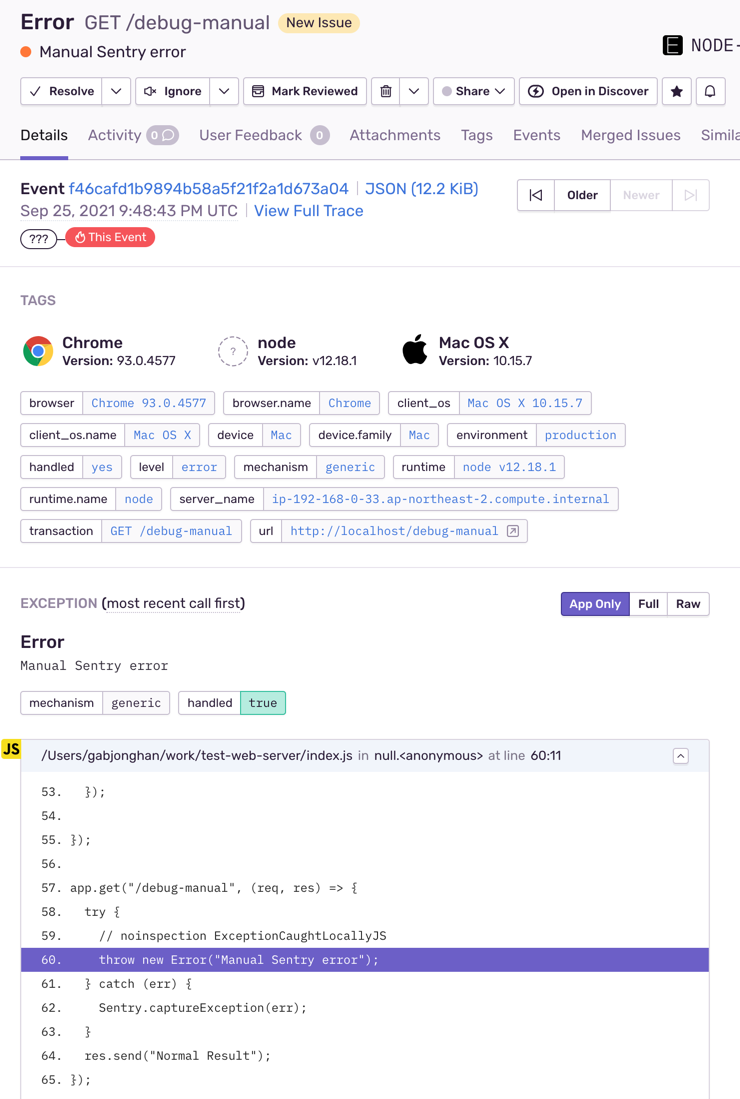 Error GET /debug-manual New Issue
Manual Sentry error
NODE-
Resolve Ignore Mark Reviewed Share Open in Discover
Details Activity 0 User Feedback 0 Attachments Tags Events Merged Issues Simila
Event f46cafd1b9894b58a5f21f2a1d673a04 JSON (12.2 KiB)
Older Newer
Sep 25, 2021 9:48:43 PM UTC View Full Trace
??? This Event
TAGS
Chrome
Version: 93.0.4577
?
node
Version: v12.18.1
Mac OS X
Version: 10.15.7
browser Chrome 93.0.4577 browser.name Chrome client_os Mac OS X 10.15.7
client_os.name Mac OS X device Mac device.family Mac environment production
handled yes level error mechanism generic runtime node v12.18.1
runtime.name node server_name ip-192-168-0-33.ap-northeast-2.compute.internal
transaction GET /debug-manual url http://localhost/debug-manual
EXCEPTION (most recent call first) App Only Full Raw
Error
Manual Sentry error
mechanism generic handled true
JS
/Users/gabjonghan/work/test-web-server/index.js in null.<anonymous> at line 60:11
53.   });
54.
55. });
56.
57. app.get("/debug-manual", (req, res) => {
58.   try {
59.     // noinspection ExceptionCaughtLocallyJS
60.     throw new Error("Manual Sentry error");
61.   } catch (err) {
62.     Sentry.captureException(err);
63.   }
64.   res.send("Normal Result");
65. });